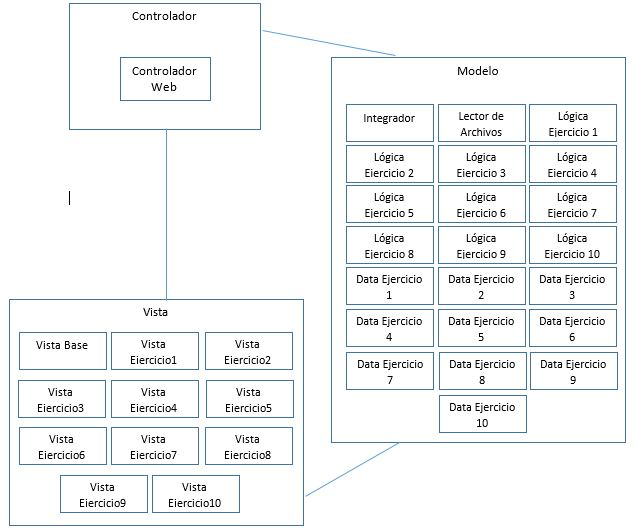 Controlador
Controlador
Web
Modelo
Integrador
Lector de
Archivos
Lógica
Ejercicio 1
Lógica
Ejercicio 2
Lógica
Ejercicio 3
Lógica
Ejercicio 4
Lógica
Ejercicio 5
Lógica
Ejercicio 6
Lógica
Ejercicio 7
Lógica
Ejercicio 8
Lógica
Ejercicio 9
Lógica
Ejercicio 10
Data Ejercicio
1
Data Ejercicio
2
Data Ejercicio
3
Data Ejercicio
4
Data Ejercicio
5
Data Ejercicio
6
Data Ejercicio
7
Data Ejercicio
8
Data Ejercicio
9
Data Ejercicio
10
Vista
Vista Base
Vista
Ejercicio1
Vista
Ejercicio2
Vista
Ejercicio3
Vista
Ejercicio4
Vista
Ejercicio5
Vista
Ejercicio6
Vista
Ejercicio7
Vista
Ejercicio8
Vista
Ejercicio9
Vista
Ejercicio10